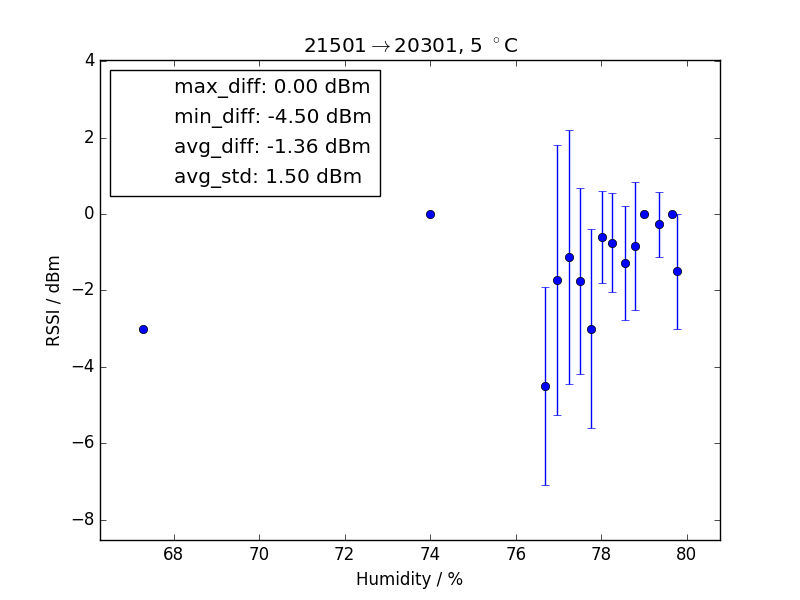 21501→20301, 5 °C
max_diff: 0.00 dBm
min_diff: -4.50 dBm
avg_diff: -1.36 dBm
avg_std: 1.50 dBm
4
2
0
−2
−4
−6
−8
RSSI / dBm
68 70 72 74 76 78 80
Humidity / %